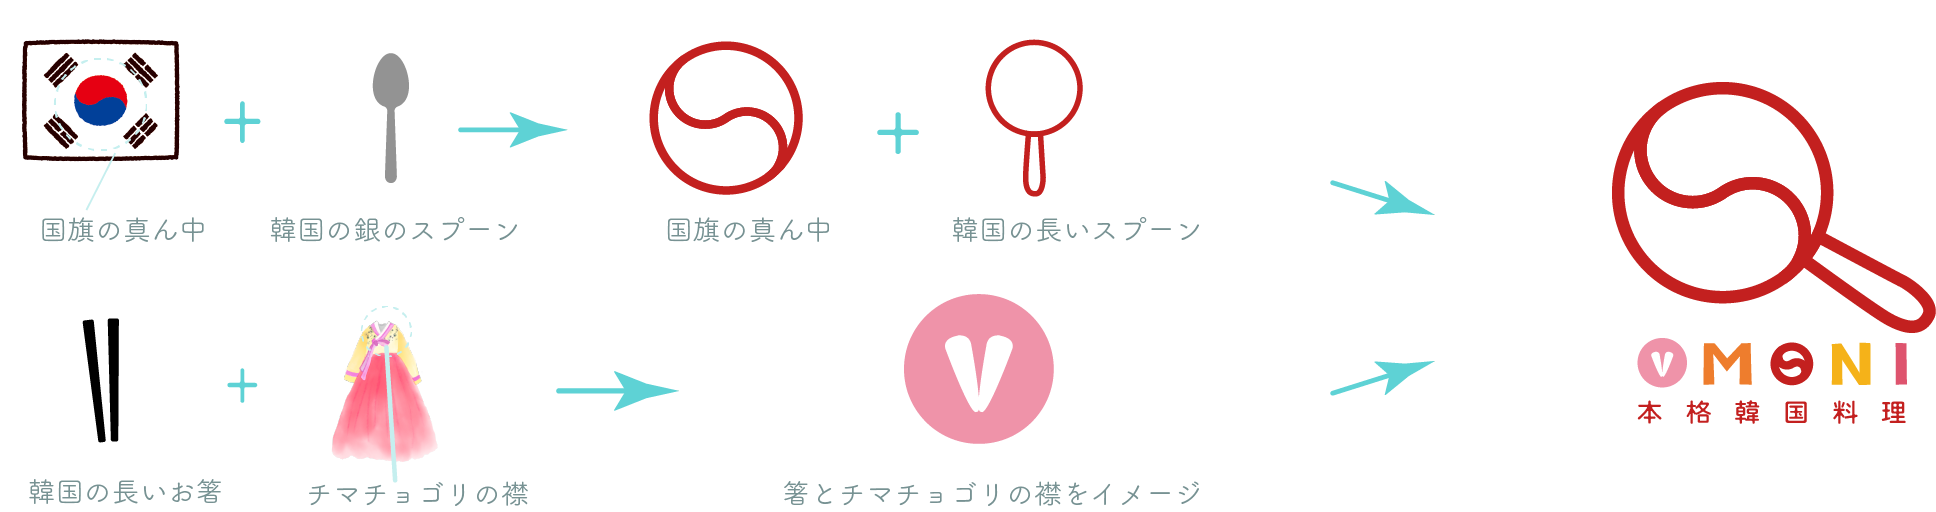 国旗の真ん中
韓国の銀のスプーン
国旗の真ん中
韓国の長いスプーン
韓国の長いお箸
チマチョゴリの襟
箸とチマチョゴリの襟をイメージ
OMONI
本格韓国料理